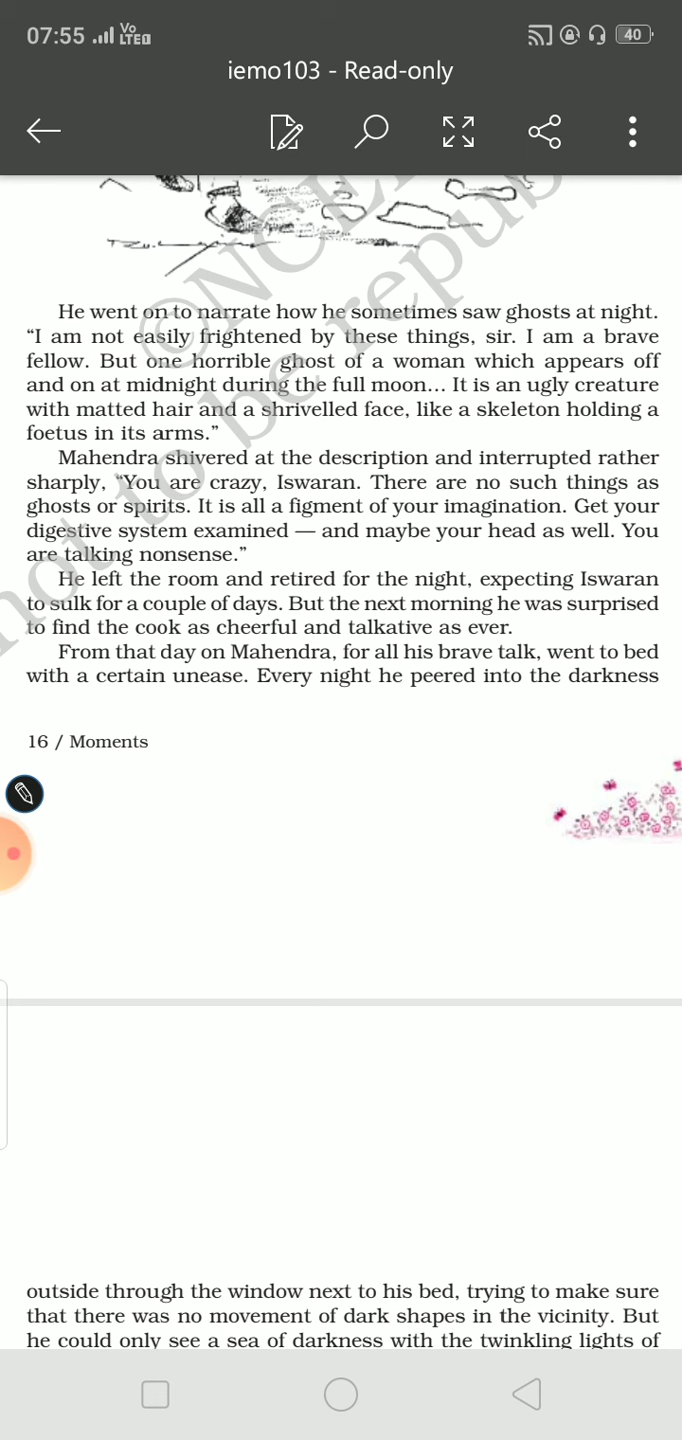 07:55 Vo LTE 40
iemo103 - Read-only
He went on to narrate how he sometimes saw ghosts at night.
“I am not easily frightened by these things, sir. I am a brave
fellow. But one horrible ghost of a woman which appears off
and on at midnight during the full moon... It is an ugly creature
with matted hair and a shrivelled face, like a skeleton holding a
foetus in its arms.”
Mahendra shivered at the description and interrupted rather
sharply, “You are crazy, Iswaran. There are no such things as
ghosts or spirits. It is all a figment of your imagination. Get your
digestive system examined — and maybe your head as well. You
are talking nonsense.”
He left the room and retired for the night, expecting Iswaran
to sulk for a couple of days. But the next morning he was surprised
to find the cook as cheerful and talkative as ever.
From that day on Mahendra, for all his brave talk, went to bed
with a certain unease. Every night he peered into the darkness
16 / Moments
outside through the window next to his bed, trying to make sure
that there was no movement of dark shapes in the vicinity. But
he could only see a sea of darkness with the twinkling lights of
©NCE
not to be repub